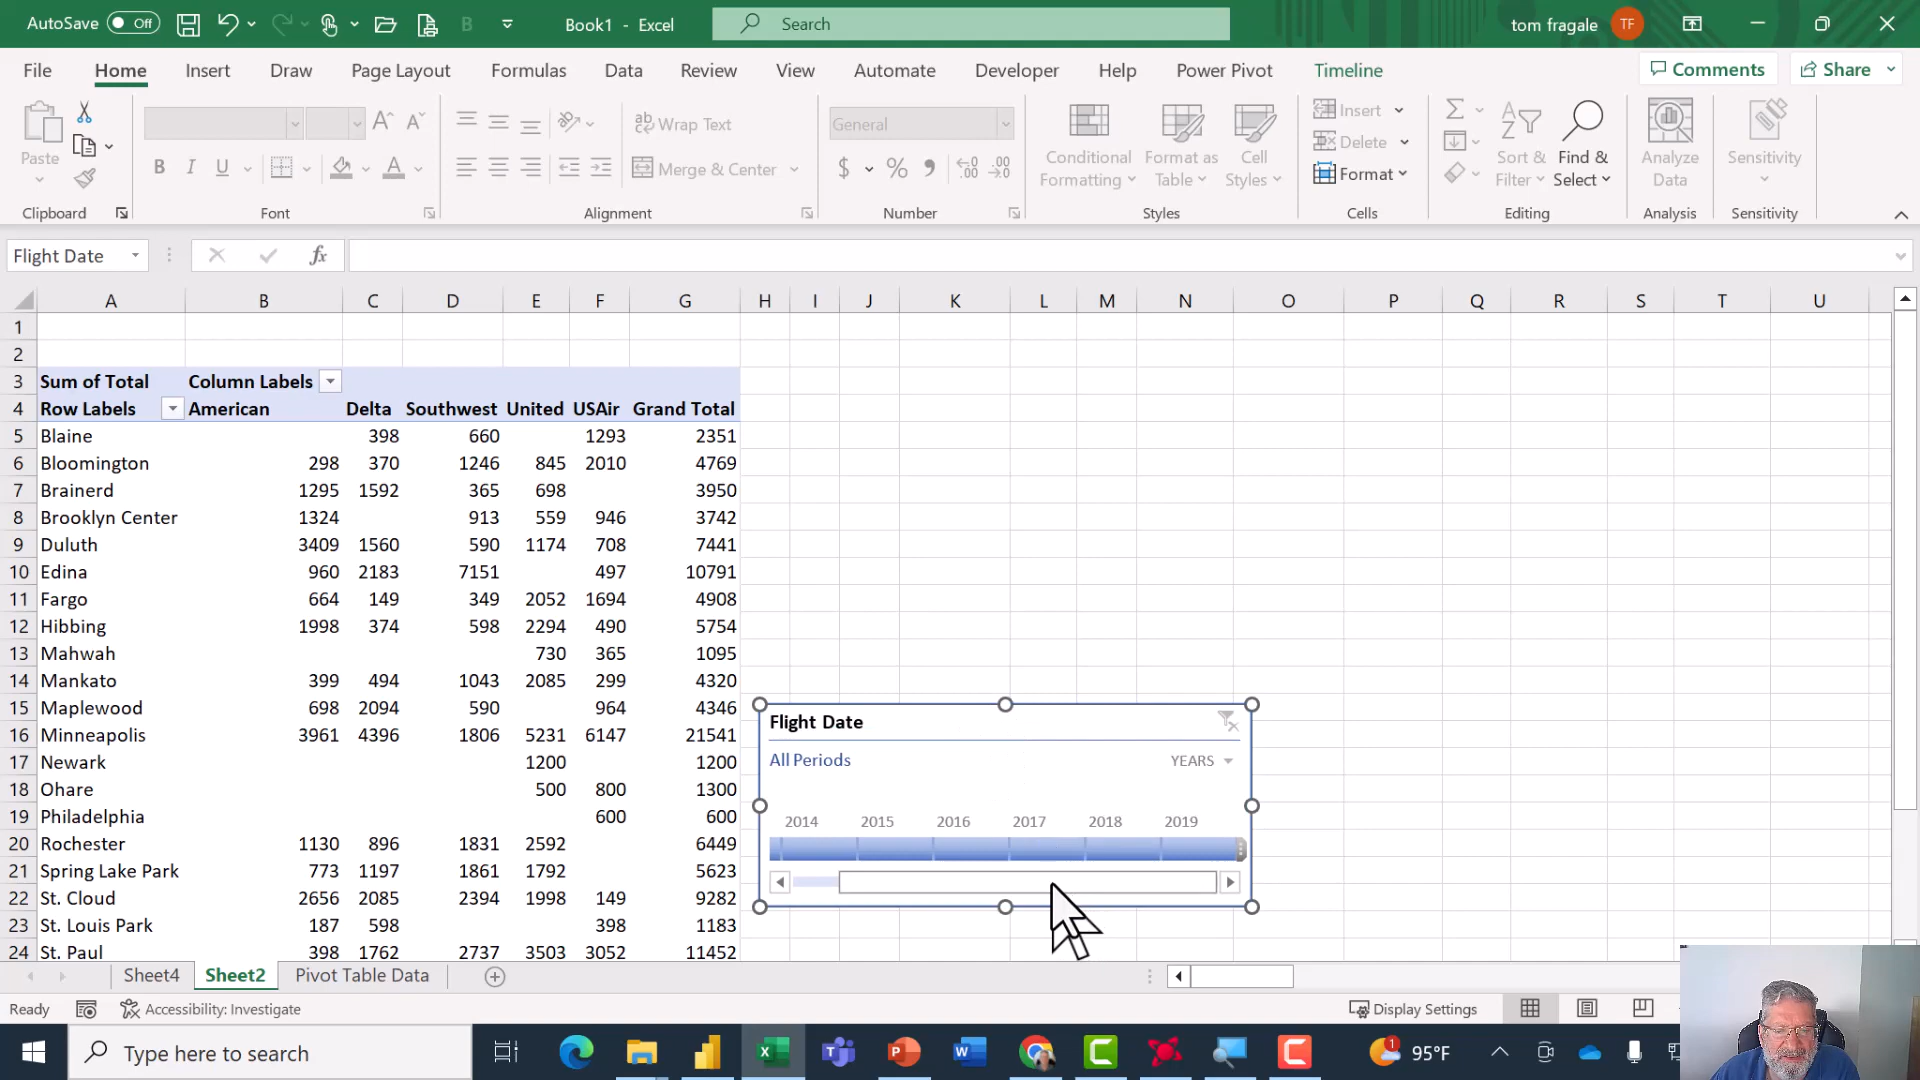 AutoSave Off Book1 - Excel Search tom fragale TF
File Home Insert Draw Page Layout Formulas Data Review View Automate Developer Help Power Pivot Timeline Comments Share
Paste
Clipboard
B I U A A A
Font
ab Wrap Text
Merge & Center
Alignment
General
$ % , .00
Number
Conditional Formatting
Format as Table
Cell Styles
Styles
Insert
Delete
Format
Cells
Sort & Filter
Find & Select
Editing
Analyze Data
Analysis
Sensitivity
Sensitivity
Flight Date fx
A B C D E F G H I J K L M N O P Q R S T U
1
2
3 Sum of Total Column Labels
4 Row Labels American Delta Southwest United USAir Grand Total
5 Blaine 398 660 1293 2351
6 Bloomington 298 370 1246 845 2010 4769
7 Brainerd 1295 1592 365 698 3950
8 Brooklyn Center 1324 913 559 946 3742
9 Duluth 3409 1560 590 1174 708 7441
10 Edina 960 2183 7151 497 10791
11 Fargo 664 149 349 2052 1694 4908
12 Hibbing 1998 374 598 2294 490 5754
13 Mahwah 730 365 1095
14 Mankato 399 494 1043 2085 299 4320
15 Maplewood 698 2094 590 964 4346
16 Minneapolis 3961 4396 1806 5231 6147 21541
17 Newark 1200 1200
18 Ohare 500 800 1300
19 Philadelphia 600 600
20 Rochester 1130 896 1831 2592 6449
21 Spring Lake Park 773 1197 1861 1792 5623
22 St. Cloud 2656 2085 2394 1998 149 9282
23 St. Louis Park 187 598 398 1183
24 St. Paul 398 1762 2737 3503 3052 11452
Flight Date
All Periods YEARS
2014 2015 2016 2017 2018 2019
Sheet4 Sheet2 Pivot Table Data
Ready Accessibility: Investigate Display Settings
Type here to search 1 95°F